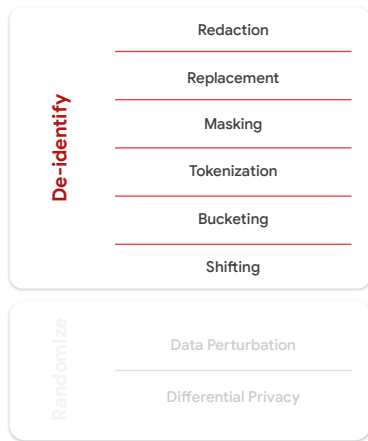 De-identify
Redaction
Replacement
Masking
Tokenization
Bucketing
Shifting
Randomize
Data Perturbation
Differential Privacy